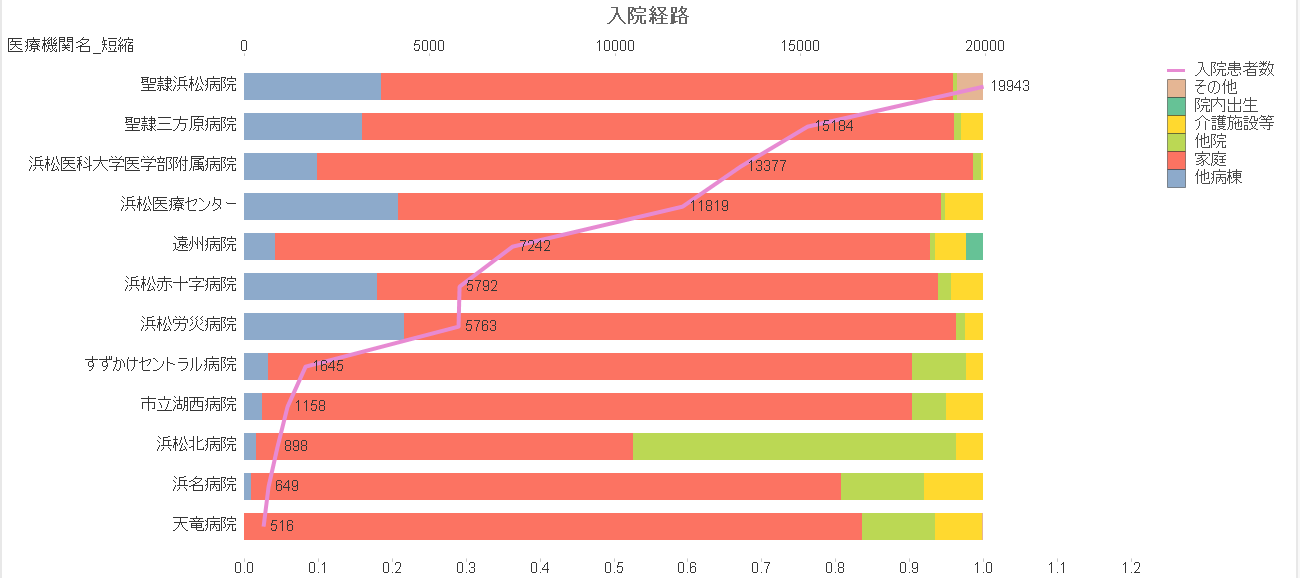 入院経路
医療機関名_短縮
0 5000 10000 15000 20000
聖隷浜松病院 19943
聖隷三方原病院 15184
浜松医科大学医学部附属病院 13377
浜松医療センター 11819
遠州病院 7242
浜松赤十字病院 5792
浜松労災病院 5763
すずかけセントラル病院 1645
市立湖西病院 1158
浜松北病院 898
浜名病院 649
天竜病院 516
0.0 0.1 0.2 0.3 0.4 0.5 0.6 0.7 0.8 0.9 1.0 1.1 1.2
入院患者数
その他
院内出生
介護施設等
他院
家庭
他病棟